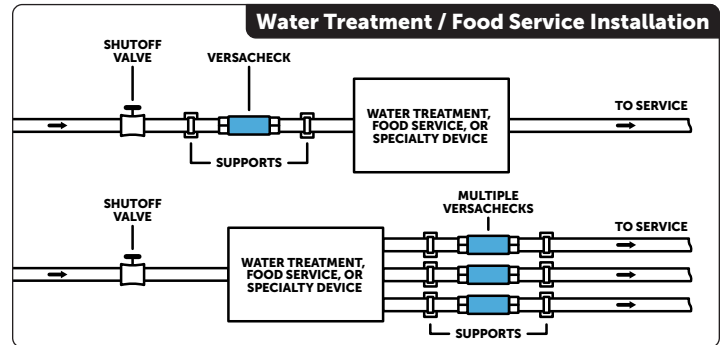 Water Treatment / Food Service Installation
SHUTOFF
VALVE
VERSACHECK
WATER TREATMENT,
FOOD SERVICE, OR
SPECIALTY DEVICE
TO SERVICE
SUPPORTS
SHUTOFF
VALVE
MULTIPLE
VERSACHECKS
TO SERVICE
WATER TREATMENT,
FOOD SERVICE, OR
SPECIALTY DEVICE
SUPPORTS